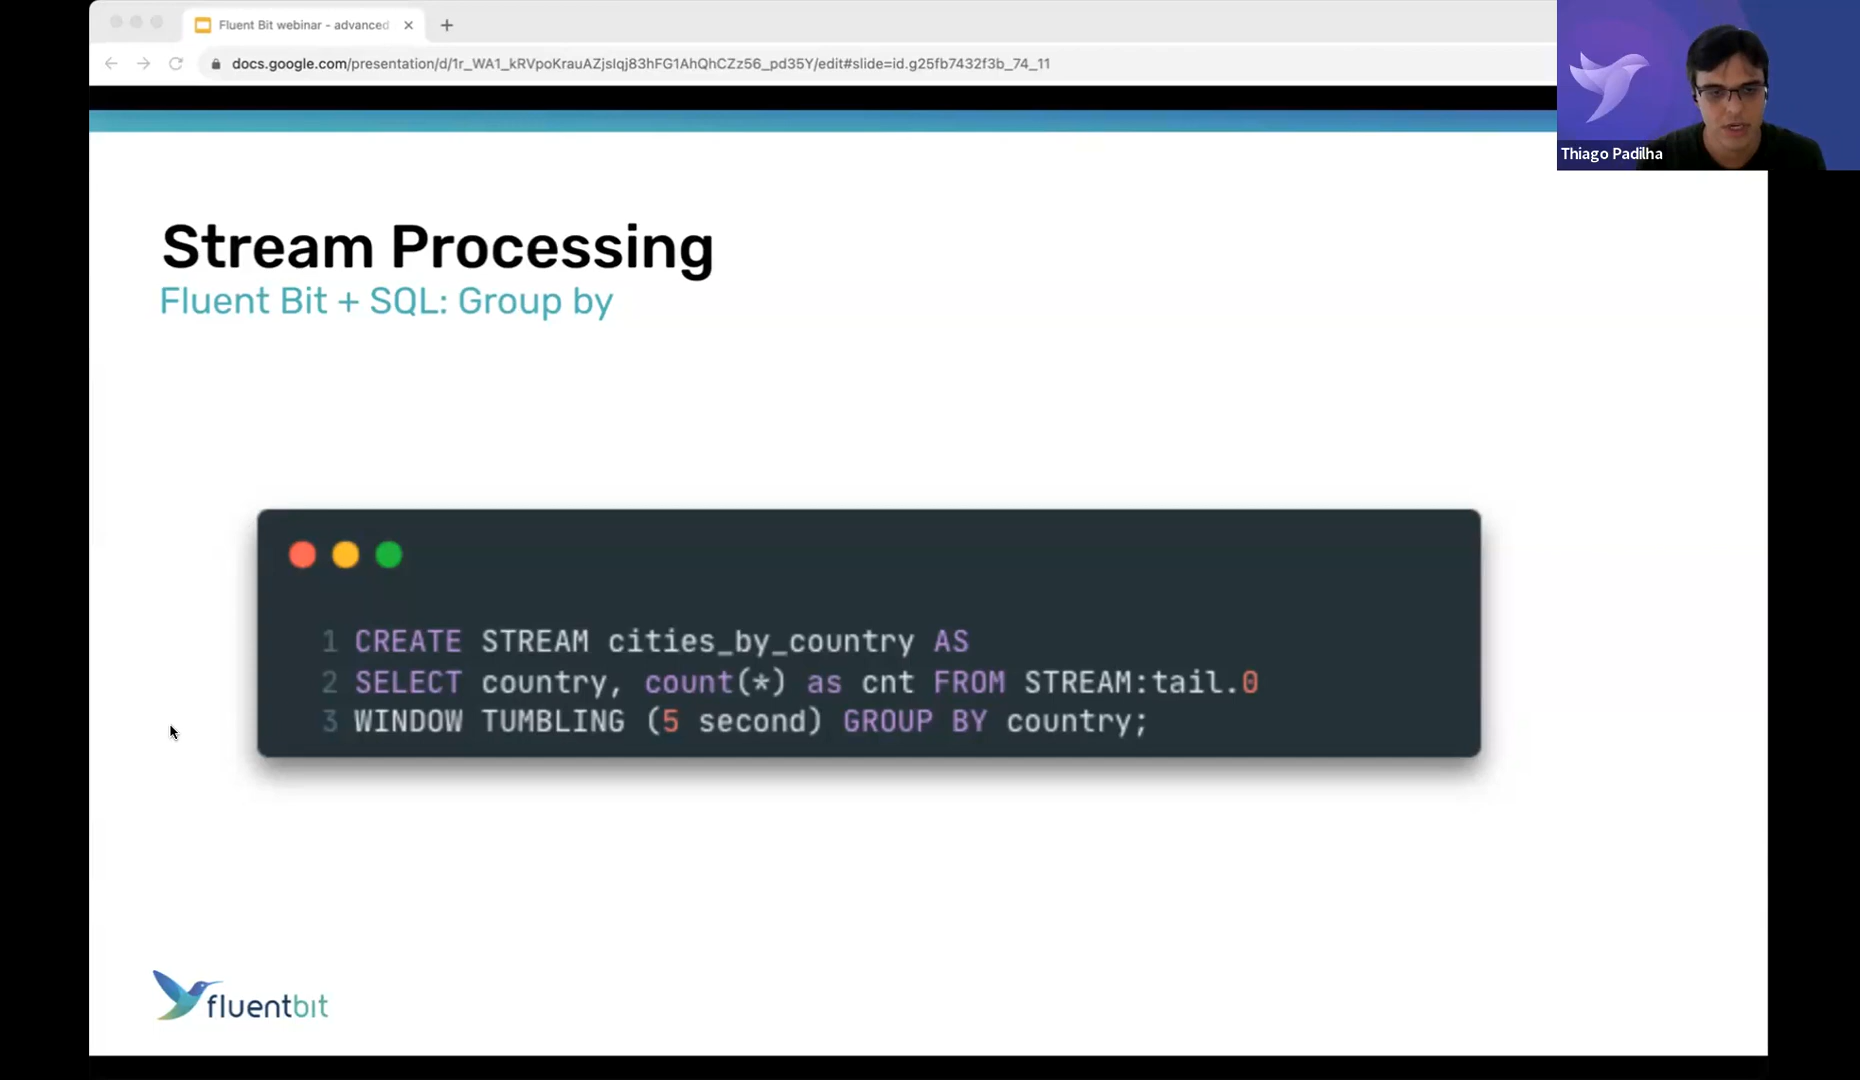 Fluent Bit webinar - advanced
docs.google.com/presentation/d/1r_WA1_kRVpoKrauAZjsIqj83hFG1AhQhCZz56_pd35Y/edit#slide=id.g25fb7432f3b_74_11
Thiago Padilha
Stream Processing
Fluent Bit + SQL: Group by
1 CREATE STREAM cities_by_country AS
2 SELECT country, count(*) as cnt FROM STREAM:tail.0
3 WINDOW TUMBLING (5 second) GROUP BY country;
fluentbit